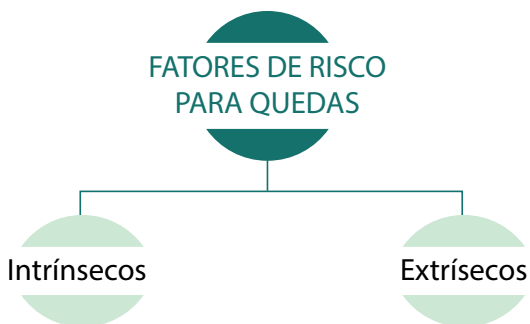 FATORES DE RISCO
PARA QUEDAS
Intrínsecos
Extrísecos